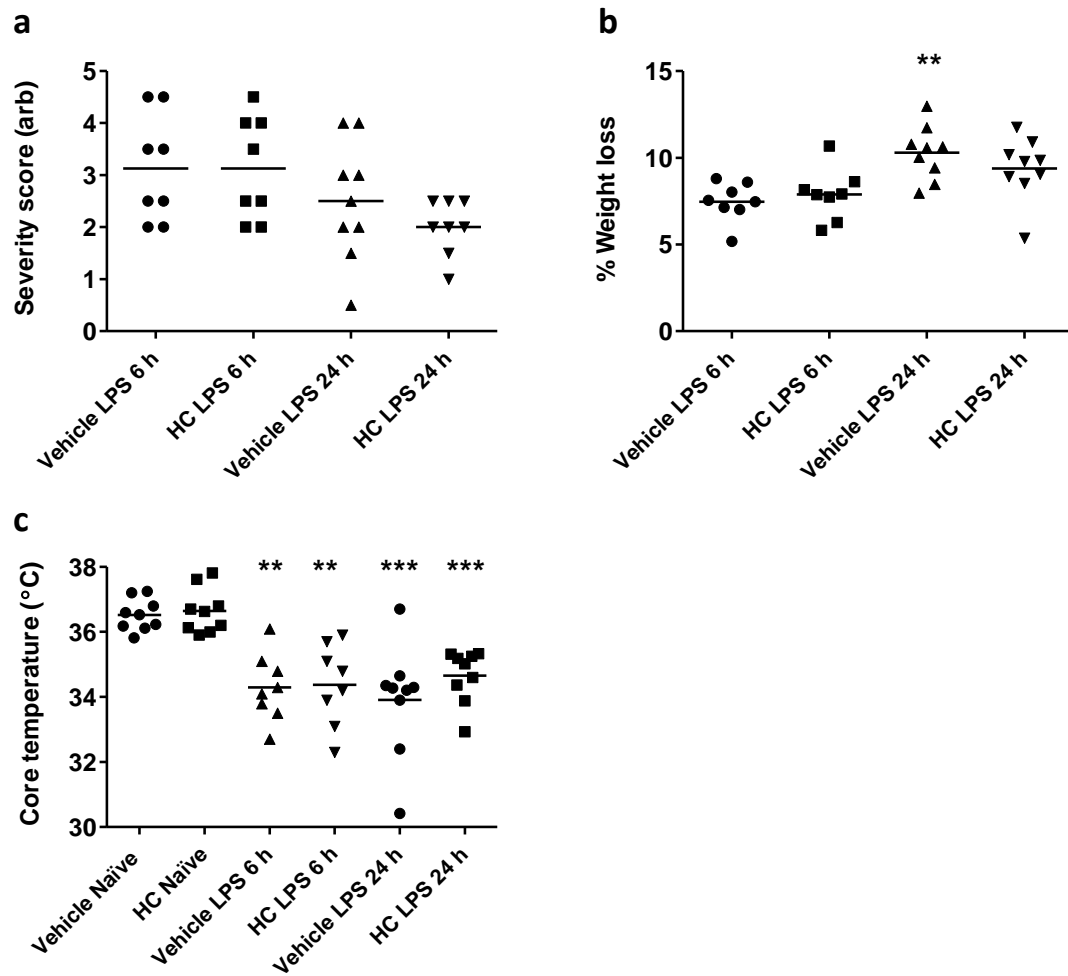 a
Severity score (arb)
5
4
3
2
1
0
Vehicle LPS 6 h
HC LPS 6 h
Vehicle LPS 24 h
HC LPS 24 h
b
% Weight loss
**
15
10
5
0
Vehicle LPS 6 h
HC LPS 6 h
Vehicle LPS 24 h
HC LPS 24 h
c
Core temperature (°C)
** ** *** ***
38
36
34
32
30
Vehicle Naïve
HC Naïve
Vehicle LPS 6 h
HC LPS 6 h
Vehicle LPS 24 h
HC LPS 24 h